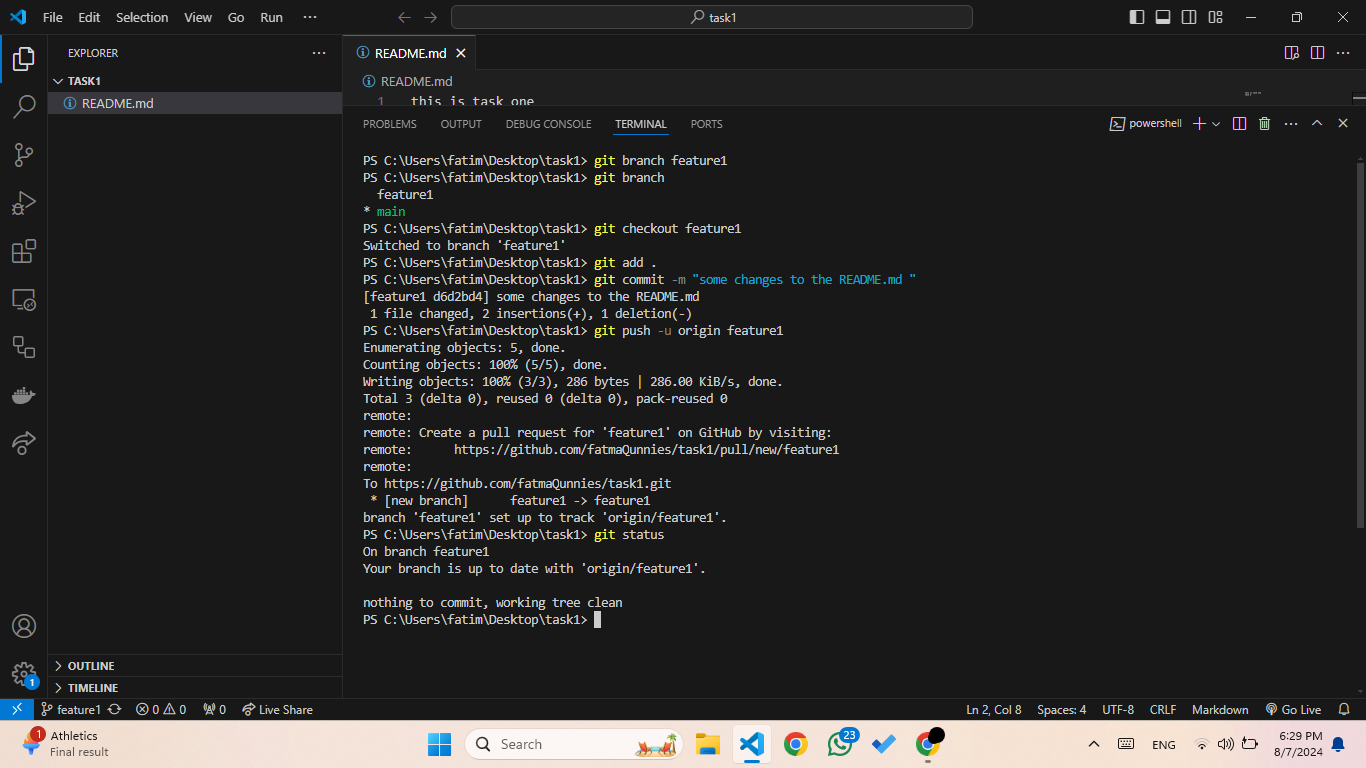 File Edit Selection View Go Run ··· task1
EXPLORER ···
TASK1
README.md
OUTLINE
TIMELINE
README.md
README.md
1 this is task one
PROBLEMS OUTPUT DEBUG CONSOLE TERMINAL PORTS powershell
PS C:\Users\fatim\Desktop\task1> git branch feature1
PS C:\Users\fatim\Desktop\task1> git branch
  feature1
* main
PS C:\Users\fatim\Desktop\task1> git checkout feature1
Switched to branch 'feature1'
PS C:\Users\fatim\Desktop\task1> git add .
PS C:\Users\fatim\Desktop\task1> git commit -m "some changes to the README.md "
[feature1 d6d2bd4] some changes to the README.md
 1 file changed, 2 insertions(+), 1 deletion(-)
PS C:\Users\fatim\Desktop\task1> git push -u origin feature1
Enumerating objects: 5, done.
Counting objects: 100% (5/5), done.
Writing objects: 100% (3/3), 286 bytes | 286.00 KiB/s, done.
Total 3 (delta 0), reused 0 (delta 0), pack-reused 0
remote:
remote: Create a pull request for 'feature1' on GitHub by visiting:
remote:      https://github.com/fatmaQunnies/task1/pull/new/feature1
remote:
To https://github.com/fatmaQunnies/task1.git
 * [new branch]      feature1 -> feature1
branch 'feature1' set up to track 'origin/feature1'.
PS C:\Users\fatim\Desktop\task1> git status
On branch feature1
Your branch is up to date with 'origin/feature1'.
nothing to commit, working tree clean
PS C:\Users\fatim\Desktop\task1>
1
feature1 0 0 0 Live Share Ln 2, Col 8 Spaces: 4 UTF-8 CRLF Markdown Go Live
1 Athletics
Final result
Search
23
ENG
6:29 PM
8/7/2024